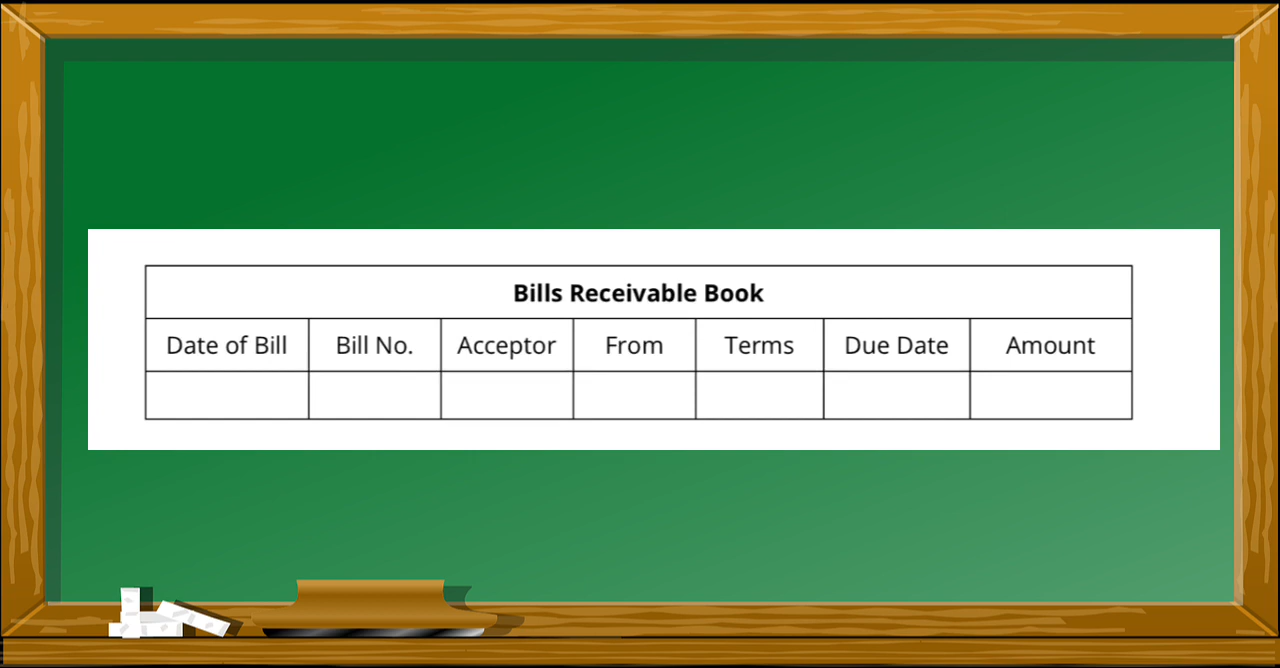 Bills Receivable Book
Date of Bill Bill No. Acceptor From Terms Due Date Amount